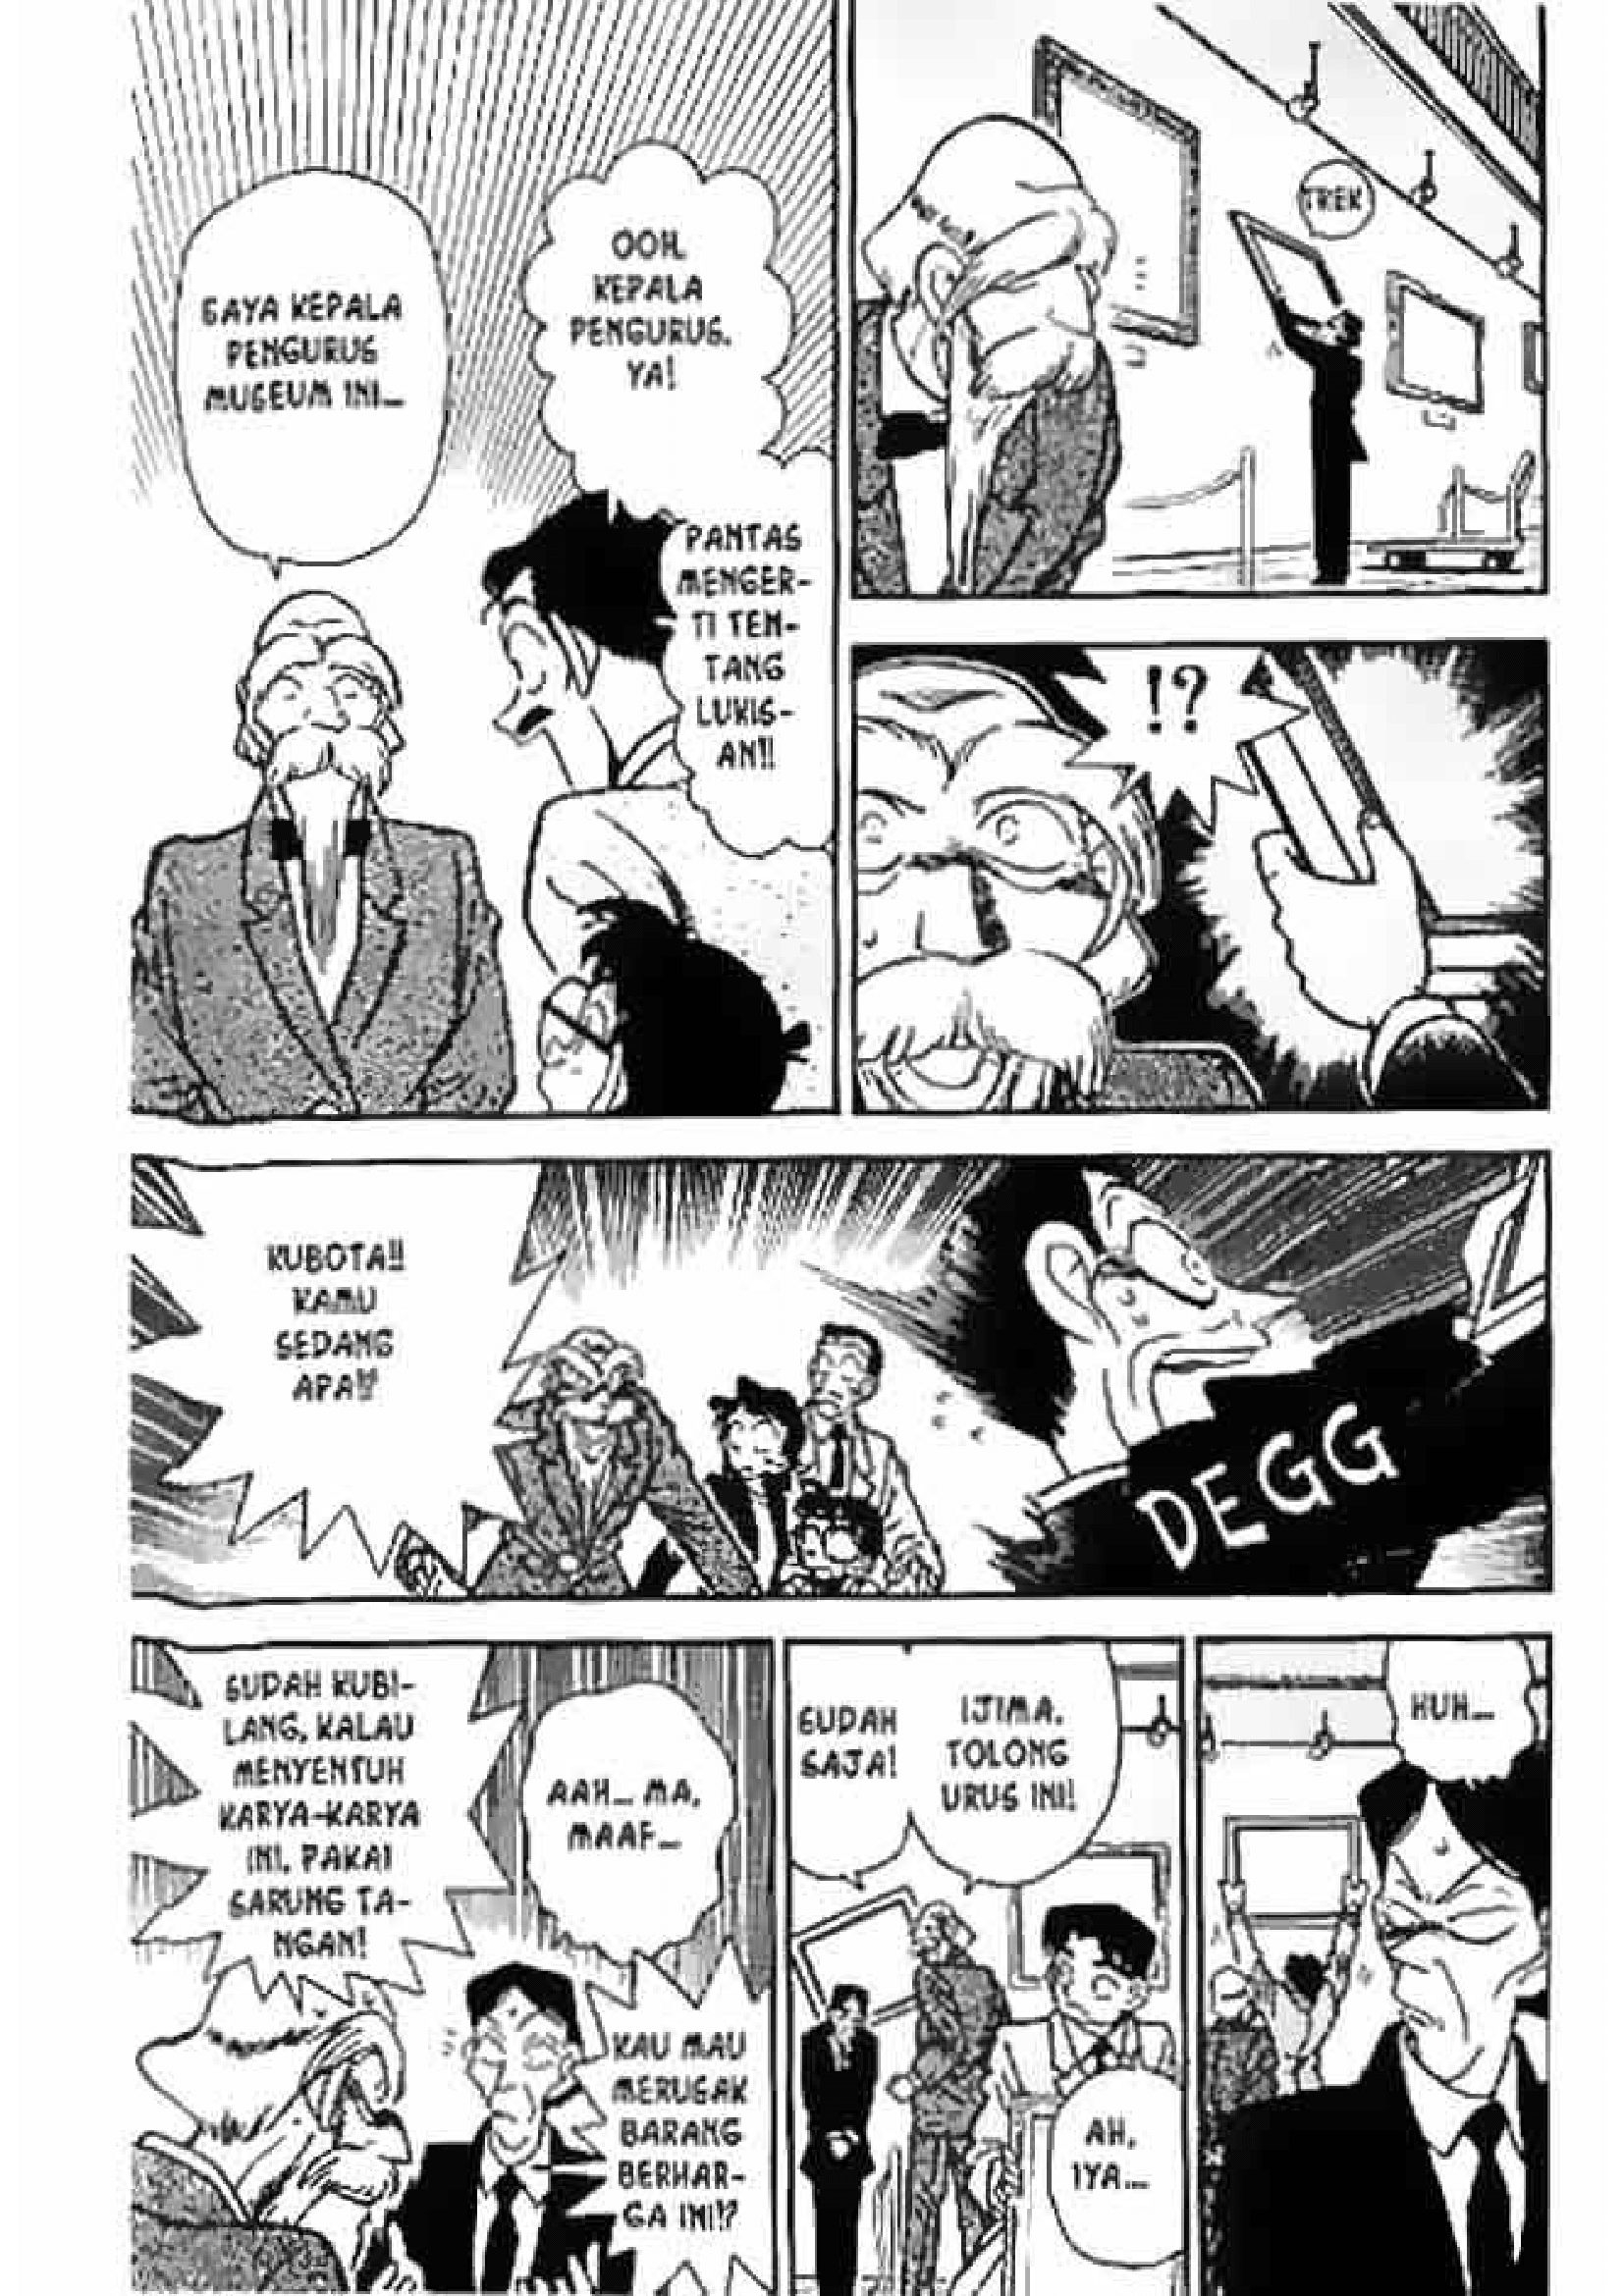 SAYA KEPALA
PENGURUS
MUSEUM INI...
OOH,
KEPALA
PENGURUS,
YA!
PANTAS
MENGER-
TI TEN-
TANG
LUKIS-
AN!!
TREK
!?
KUBOTA!!
KAMU
SEDANG
APA!?
DEGG
SUDAH KUBI-
LANG, KALAU
MENYENTUH
KARYA-KARYA
INI, PAKAI
SARUNG TA-
NGAN!
AAH... MA,
MAAF...
KAU MAU
MERUSAK
BARANG
BERHAR-
GA INI!?
SUDAH
SAJA!
IJIMA,
TOLONG
URUS INI!
AH,
IYA...
HUH...